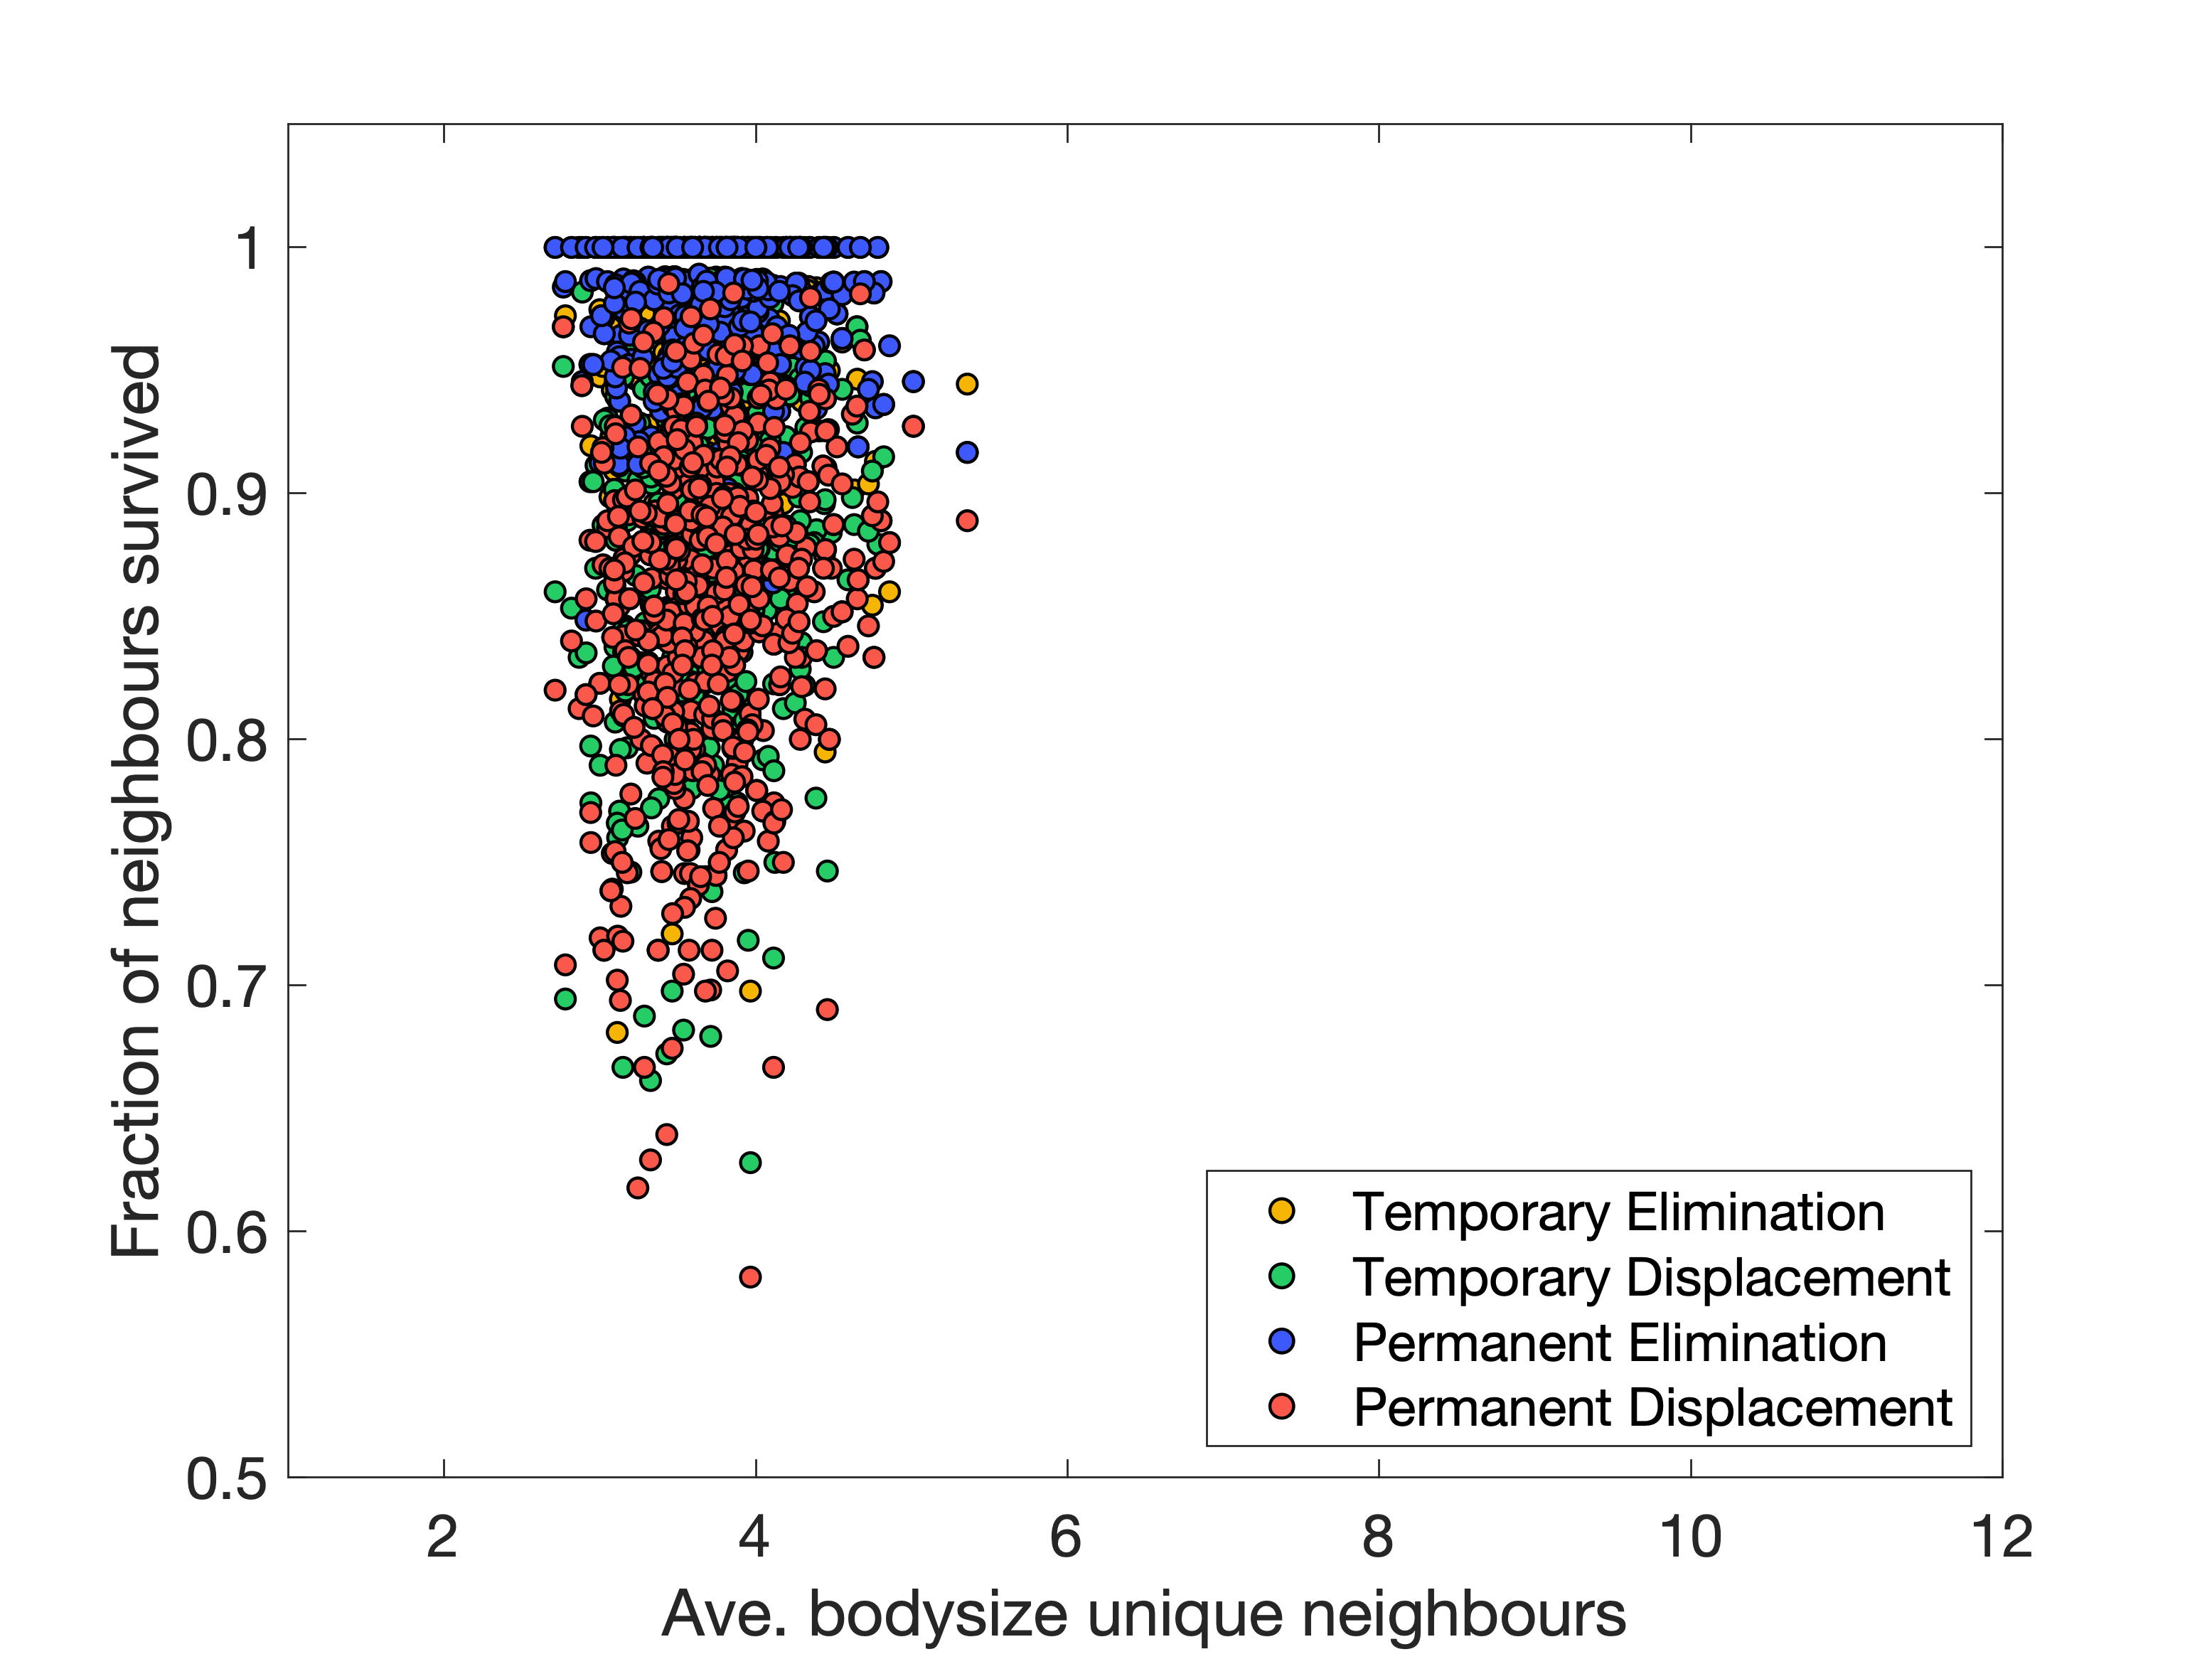 Fraction of neighbours survived
1
0.9
0.8
0.7
0.6
0.5
Temporary Elimination
Temporary Displacement
Permanent Elimination
Permanent Displacement
2 4 6 8 10 12
Ave. bodysize unique neighbours